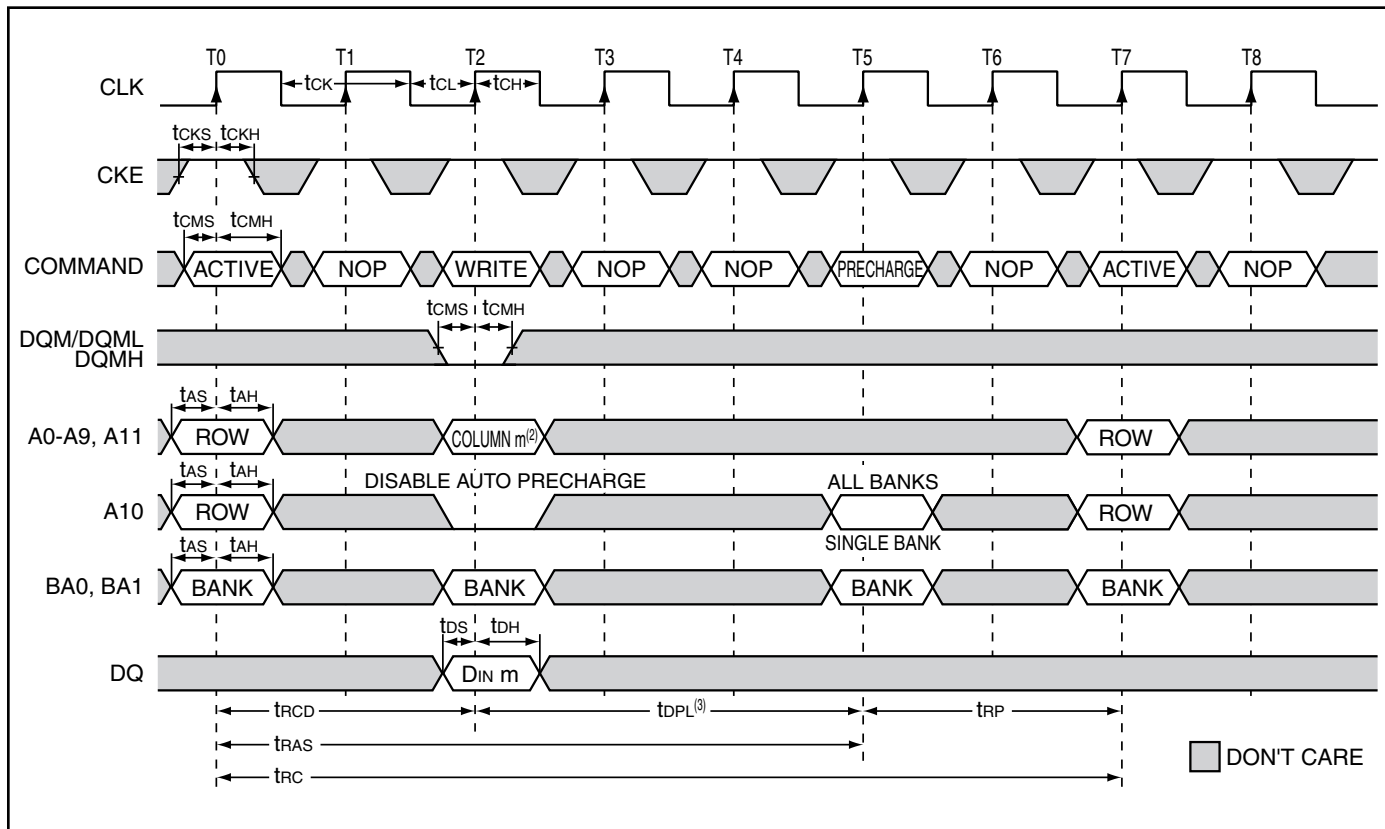 T0 T1 T2 T3 T4 T5 T6 T7 T8
CLK tCK tCL tCH
tCKS tCKH
CKE
tCMS tCMH
COMMAND ACTIVE NOP WRITE NOP NOP PRECHARGE NOP ACTIVE NOP
tCMS tCMH
DQM/DQML
DQMH
tAS tAH
A0-A9, A11 ROW COLUMN m(2) ROW
tAS tAH DISABLE AUTO PRECHARGE ALL BANKS
A10 ROW ROW
tAS tAH SINGLE BANK
BA0, BA1 BANK BANK BANK BANK
tDS tDH
DQ DIN m
tRCD tDPL(3) tRP
tRAS
tRC
DON'T CARE